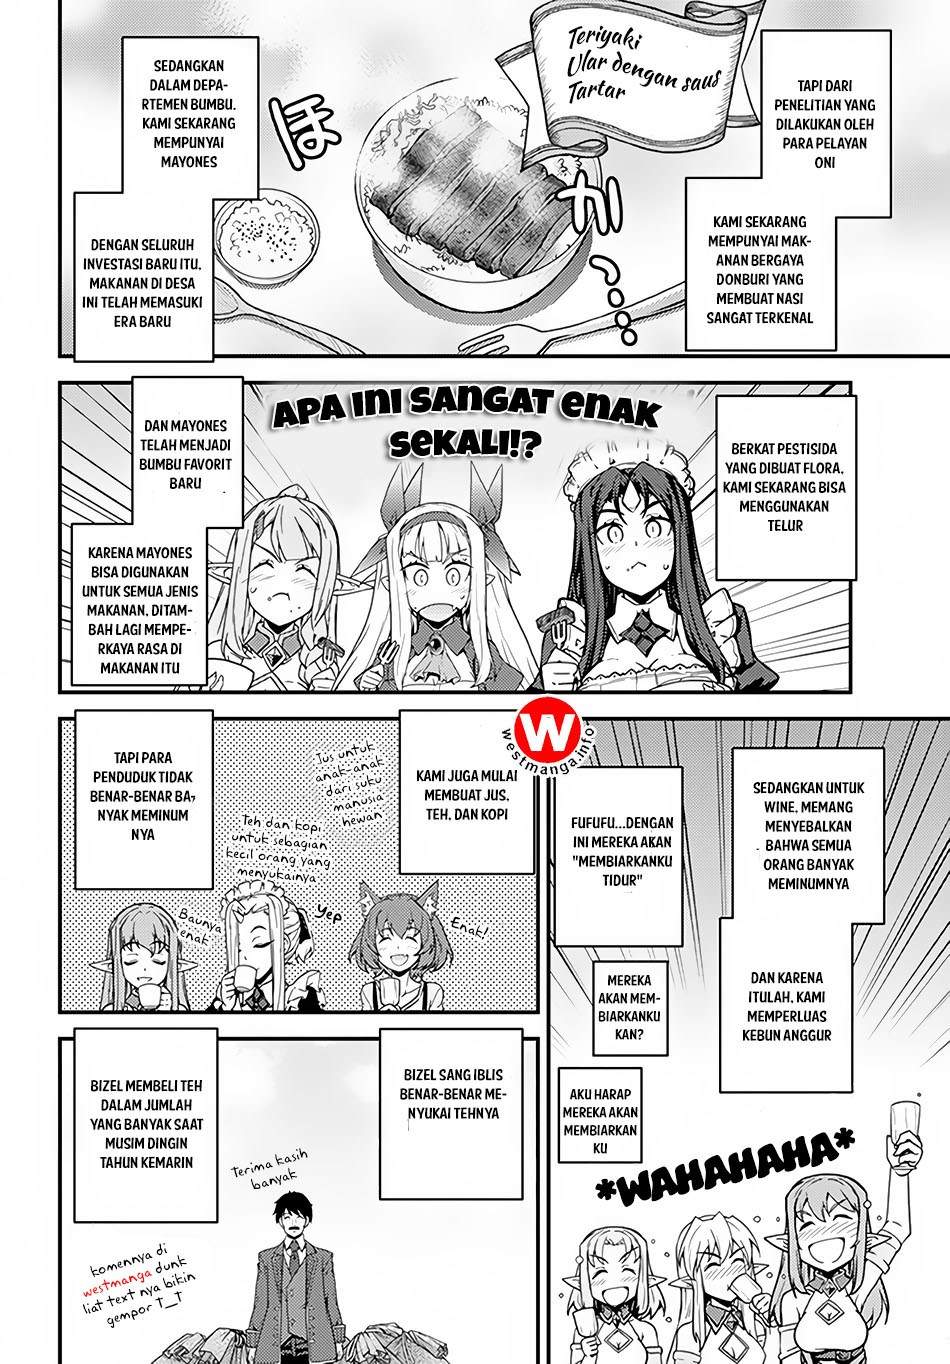 TAPI DARI
PENELITIAN YANG
DILAKUKAN OLEH
PARA PELAYAN
ONI
KAMI SEKARANG
MEMPUNYAI MAK-
ANAN BERGAYA
DONBURI YANG
MEMBUAT NASI
SANGAT TERKENAL
Teriyaki
Ular dengan saus
Tartar
ほ
カ
SEDANGKAN
DALAM DEPA-
RTEMEN BUMBU.
KAMI SEKARANG
MEMPUNYAI
MAYONES
DENGAN SELURUH
INVESTASI BARU ITU.
MAKANAN DI DESA
INI TELAH MEMASUKI
ERA BARU
BERKAT PESTISIDA
YANG DIBUAT FLORA,
KAMI SEKARANG BISA
MENGGUNAKAN
TELUR
APA INI SANGAT ENAK
SEKALI!?
DAN MAYONES
TELAH MENJADI
BUMBU FAVORIT
BARU
KARENA MAYONES
BISA DIGUNAKAN
UNTUK SEMUA JENIS
MAKANAN, DITAM-
BAH LAGI MEMPE-
RKAYA RASA DI
MAKANAN ITU
W
westmanga.info
SEDANGKAN UNTUK
WINE, MEMANG
MENYEBALKAN
BAHWA SEMUA
ORANG BANYAK
MEMINUMNYA
DAN KARENA
ITULAH, KAMI
MEMPERLUAS
KEBUN ANGGUR
FUFUFU...DENGAN
INI MEREKA AKAN
"MEMBIARKANKU
TIDUR"
MEREKA
AKAN MEM-
BIARKANKU
KAN?
AKU HARAP
MEREKA AKAN
MEMBIARKAN
KU
*WAHAHAHA*
KAMI JUGA MULAI
MEMBUAT JUS,
TEH, DAN KOPI
Jus untuk
anak-anak
dari suku
manusia
hewan
Teh dan kopi
untuk sebagian
kecil orang yang
menyukainya
TAPI PARA
PENDUDUK TIDAK
BENAR-BENAR BA-
NYAK MEMINUM
NYA
Enak!
Yep
Baunya
enak
BIZEL SANG IBLIS
BENAR-BENAR ME-
NYUKAI TEHNYA
BIZEL MEMBELI TEH
DALAM JUMLAH
YANG BANYAK SAAT
MUSIM DINGIN
TAHUN KEMARIN
Terima kasih
banyak
komennya di
westmanga dunk
liat text nya bikin
gempor T_T